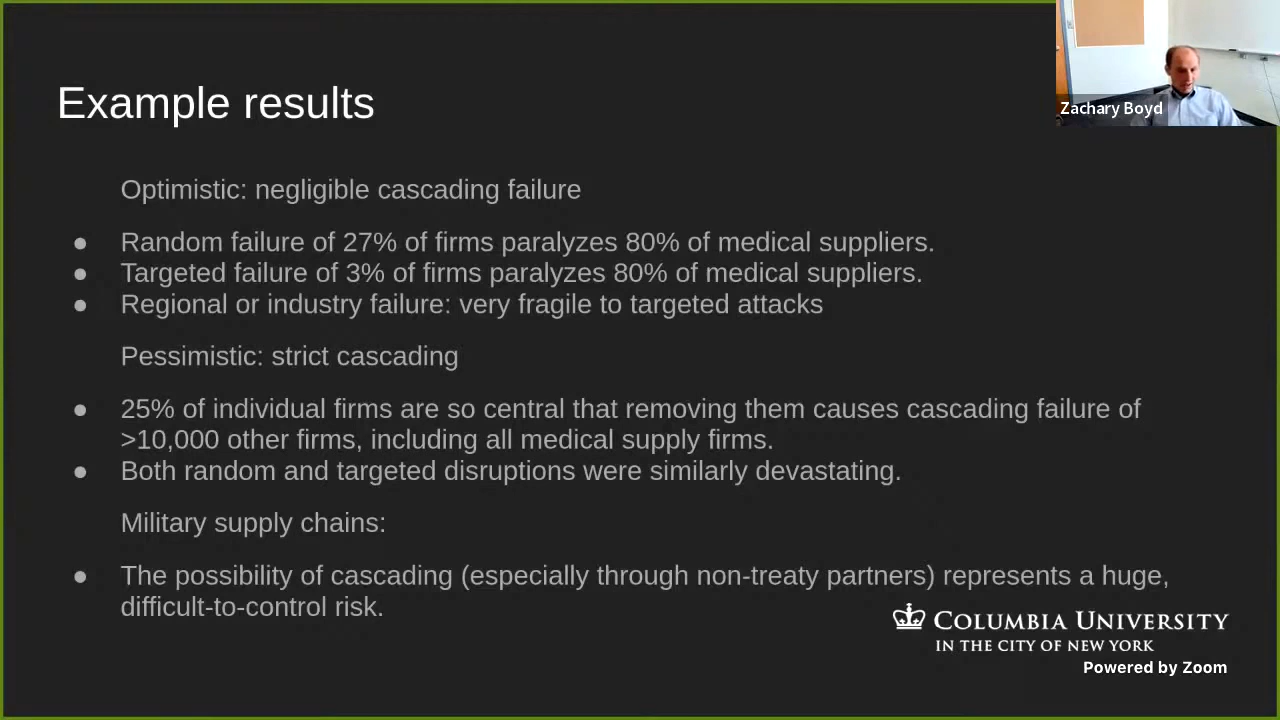 Example results
Zachary Boyd
Optimistic: negligible cascading failure
● Random failure of 27% of firms paralyzes 80% of medical suppliers.
● Targeted failure of 3% of firms paralyzes 80% of medical suppliers.
● Regional or industry failure: very fragile to targeted attacks
Pessimistic: strict cascading
● 25% of individual firms are so central that removing them causes cascading failure of
>10,000 other firms, including all medical supply firms.
● Both random and targeted disruptions were similarly devastating.
Military supply chains:
● The possibility of cascading (especially through non-treaty partners) represents a huge,
difficult-to-control risk.
COLUMBIA UNIVERSITY
IN THE CITY OF NEW YORK
Powered by Zoom